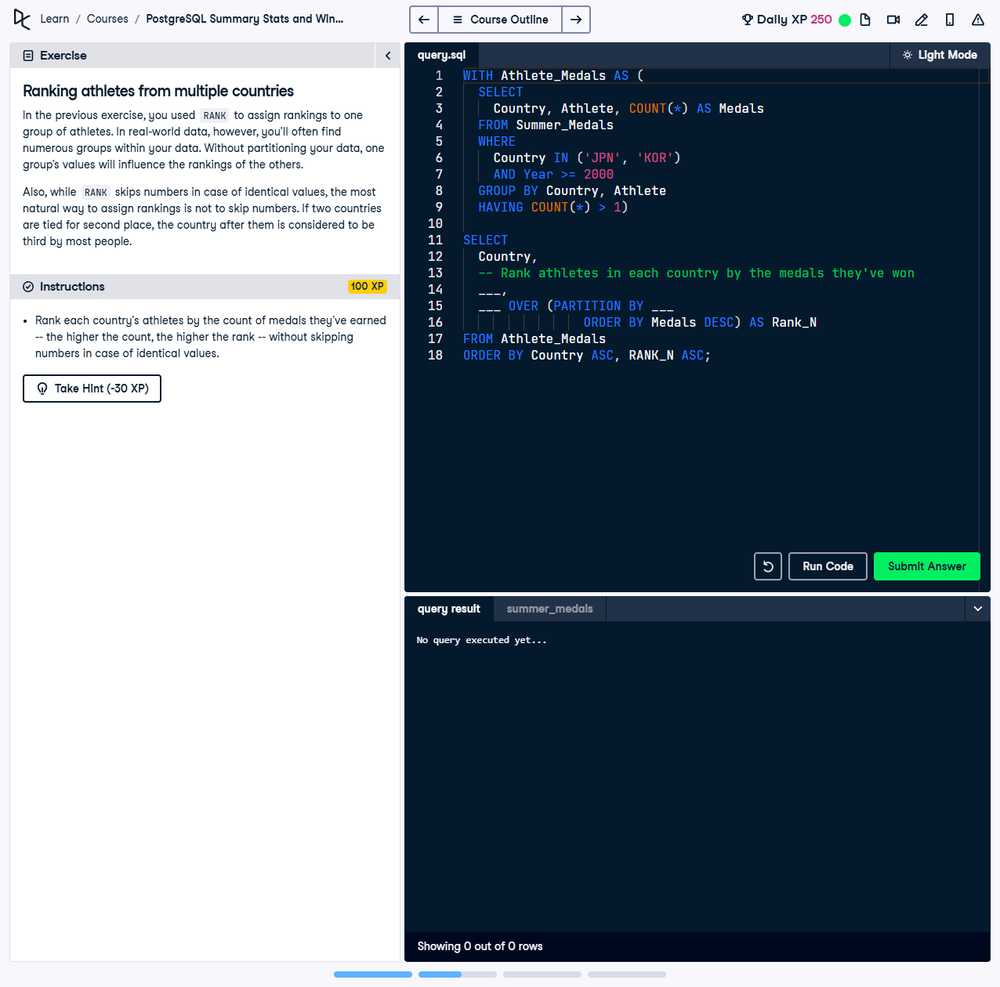 Learn / Courses / PostgreSQL Summary Stats and Win...
Course Outline
Daily XP 250
Exercise
Ranking athletes from multiple countries
In the previous exercise, you used RANK to assign rankings to one
group of athletes. In real-world data, however, you'll often find
numerous groups within your data. Without partitioning your data, one
group's values will influence the rankings of the others.
Also, while RANK skips numbers in case of identical values, the most
natural way to assign rankings is not to skip numbers. If two countries
are tied for second place, the country after them is considered to be
third by most people.
Instructions
100 XP
• Rank each country's athletes by the count of medals they've earned
-- the higher the count, the higher the rank -- without skipping
numbers in case of identical values.
Take Hint (-30 XP)
query.sql
Light Mode
1 WITH Athlete_Medals AS (
2 SELECT
3 Country, Athlete, COUNT(*) AS Medals
4 FROM Summer_Medals
5 WHERE
6 Country IN ('JPN', 'KOR')
7 AND Year >= 2000
8 GROUP BY Country, Athlete
9 HAVING COUNT(*) > 1)
10
11 SELECT
12 Country,
13 -- Rank athletes in each country by the medals they've won
14 ___,
15 ___ OVER (PARTITION BY ___
16 ORDER BY Medals DESC) AS Rank_N
17 FROM Athlete_Medals
18 ORDER BY Country ASC, RANK_N ASC;
Run Code
Submit Answer
query result
summer_medals
No query executed yet...
Showing 0 out of 0 rows